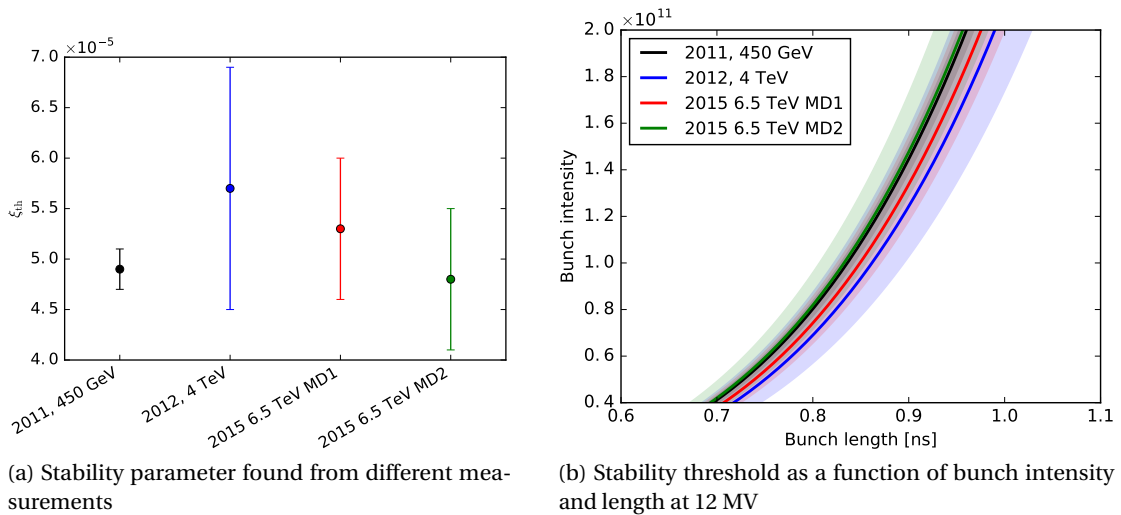 ×10⁻⁵
7.0
6.5
6.0
5.5
5.0
4.5
4.0
ξth
2011, 450 GeV
2012, 4 TeV
2015 6.5 TeV MD1
2015 6.5 TeV MD2
(a) Stability parameter found from different mea-
surements
×10¹¹
2.0
1.8
1.6
1.4
1.2
1.0
0.8
0.6
0.4
Bunch intensity
2011, 450 GeV
2012, 4 TeV
2015 6.5 TeV MD1
2015 6.5 TeV MD2
0.6 0.7 0.8 0.9 1.0 1.1
Bunch length [ns]
(b) Stability threshold as a function of bunch intensity
and length at 12 MV